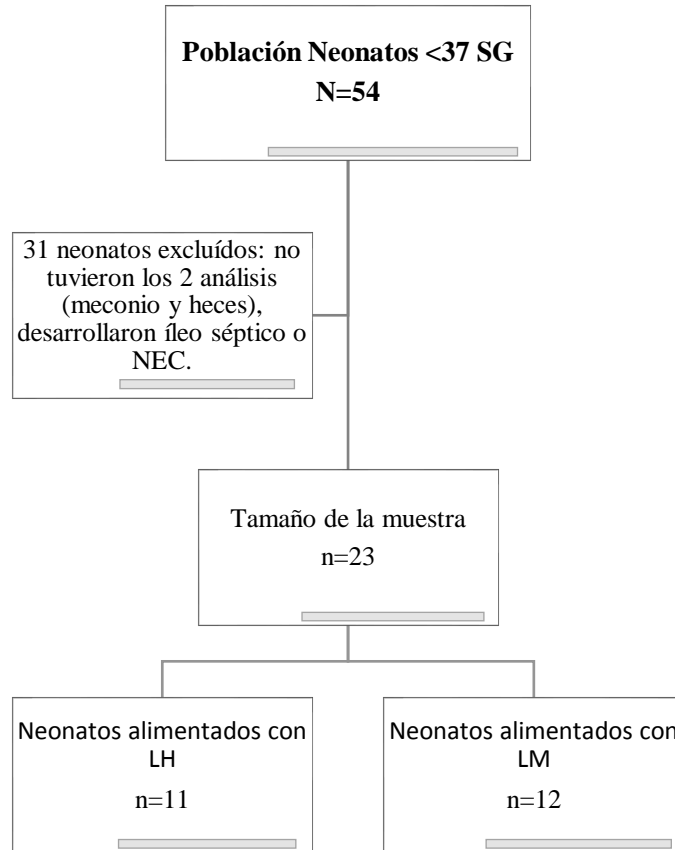 Población Neonatos <37 SG
N=54
31 neonatos excluídos: no
tuvieron los 2 análisis
(meconio y heces),
desarrollaron íleo séptico o
NEC.
Tamaño de la muestra
n=23
Neonatos alimentados con
LH
n=11
Neonatos alimentados con
LM
n=12